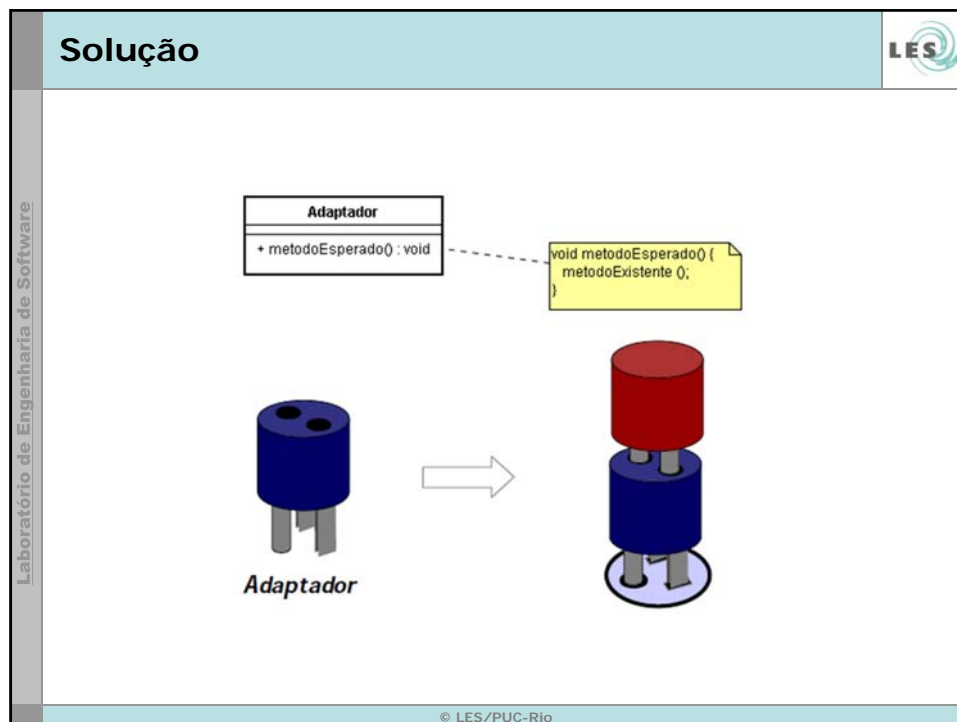 Solução
LES
Laboratório de Engenharia de Software
Adaptador
+ metodoEsperado() : void
void metodoEsperado() {
metodoExistente ();
}
Adaptador
© LES/PUC-Rio